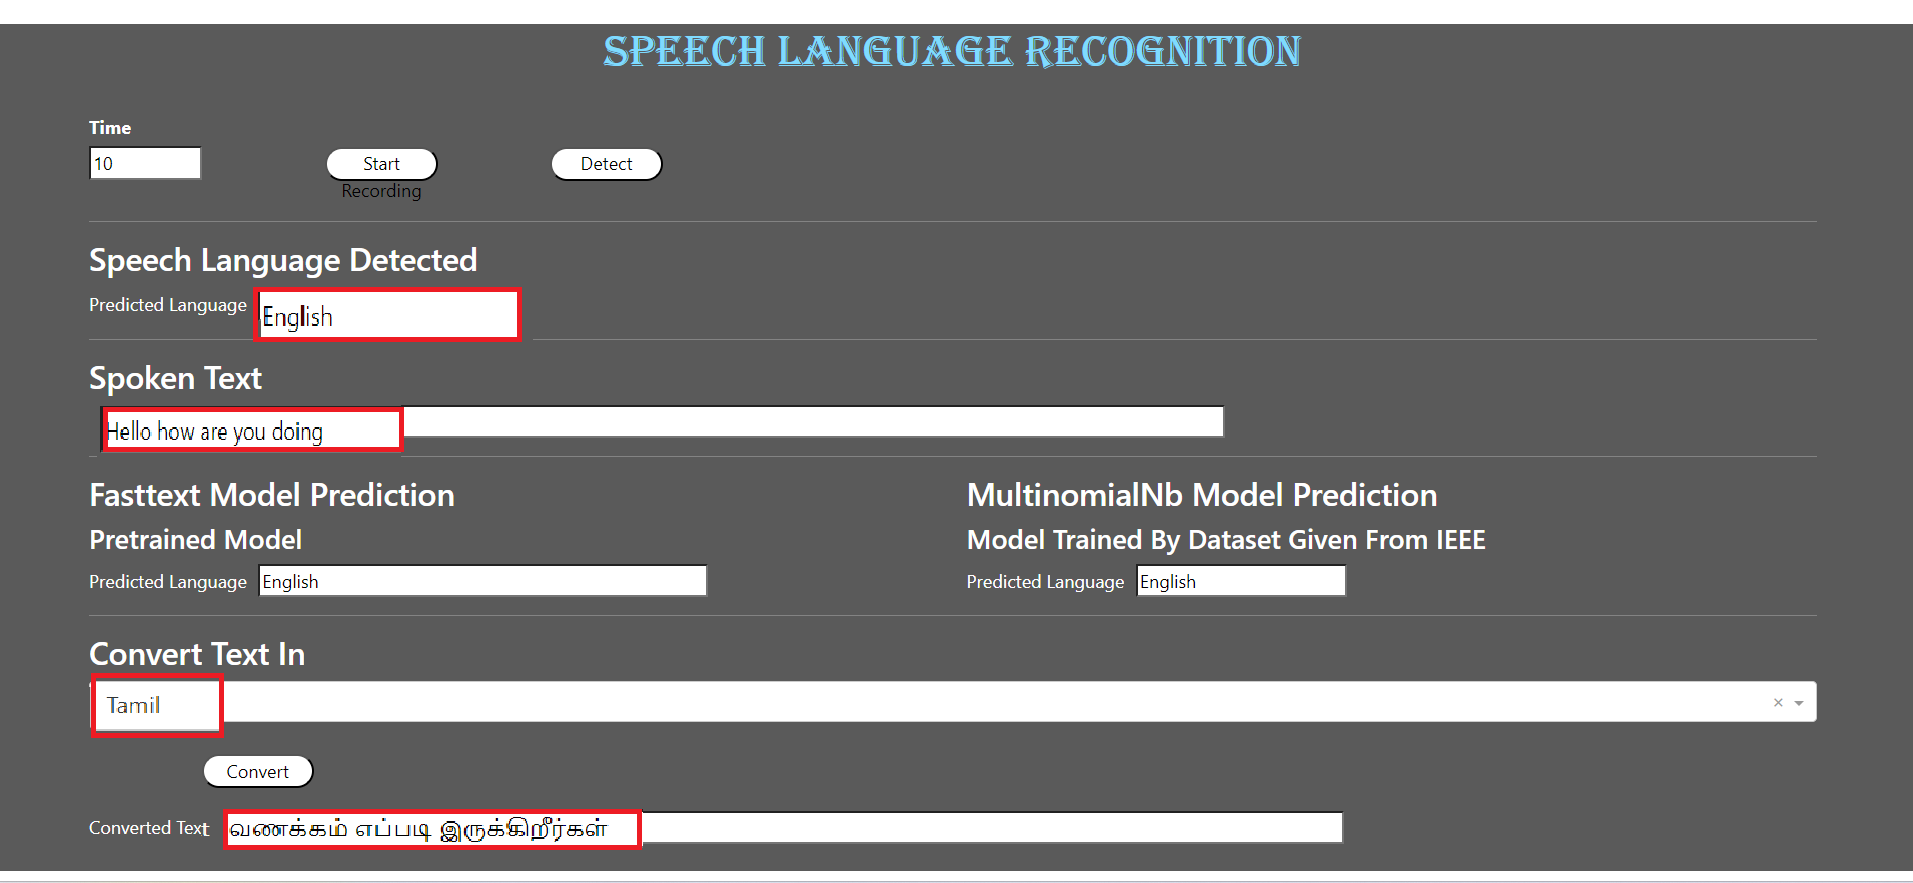 SPEECH LANGUAGE RECOGNITION
Time
10
Start
Detect
Recording
Speech Language Detected
Predicted Language English
Spoken Text
Hello how are you doing
Fasttext Model Prediction
Pretrained Model
Predicted Language English
MultinomialNb Model Prediction
Model Trained By Dataset Given From IEEE
Predicted Language English
Convert Text In
Tamil
Convert
Converted Text வணக்கம் எப்படி இருக்கிறீர்கள்